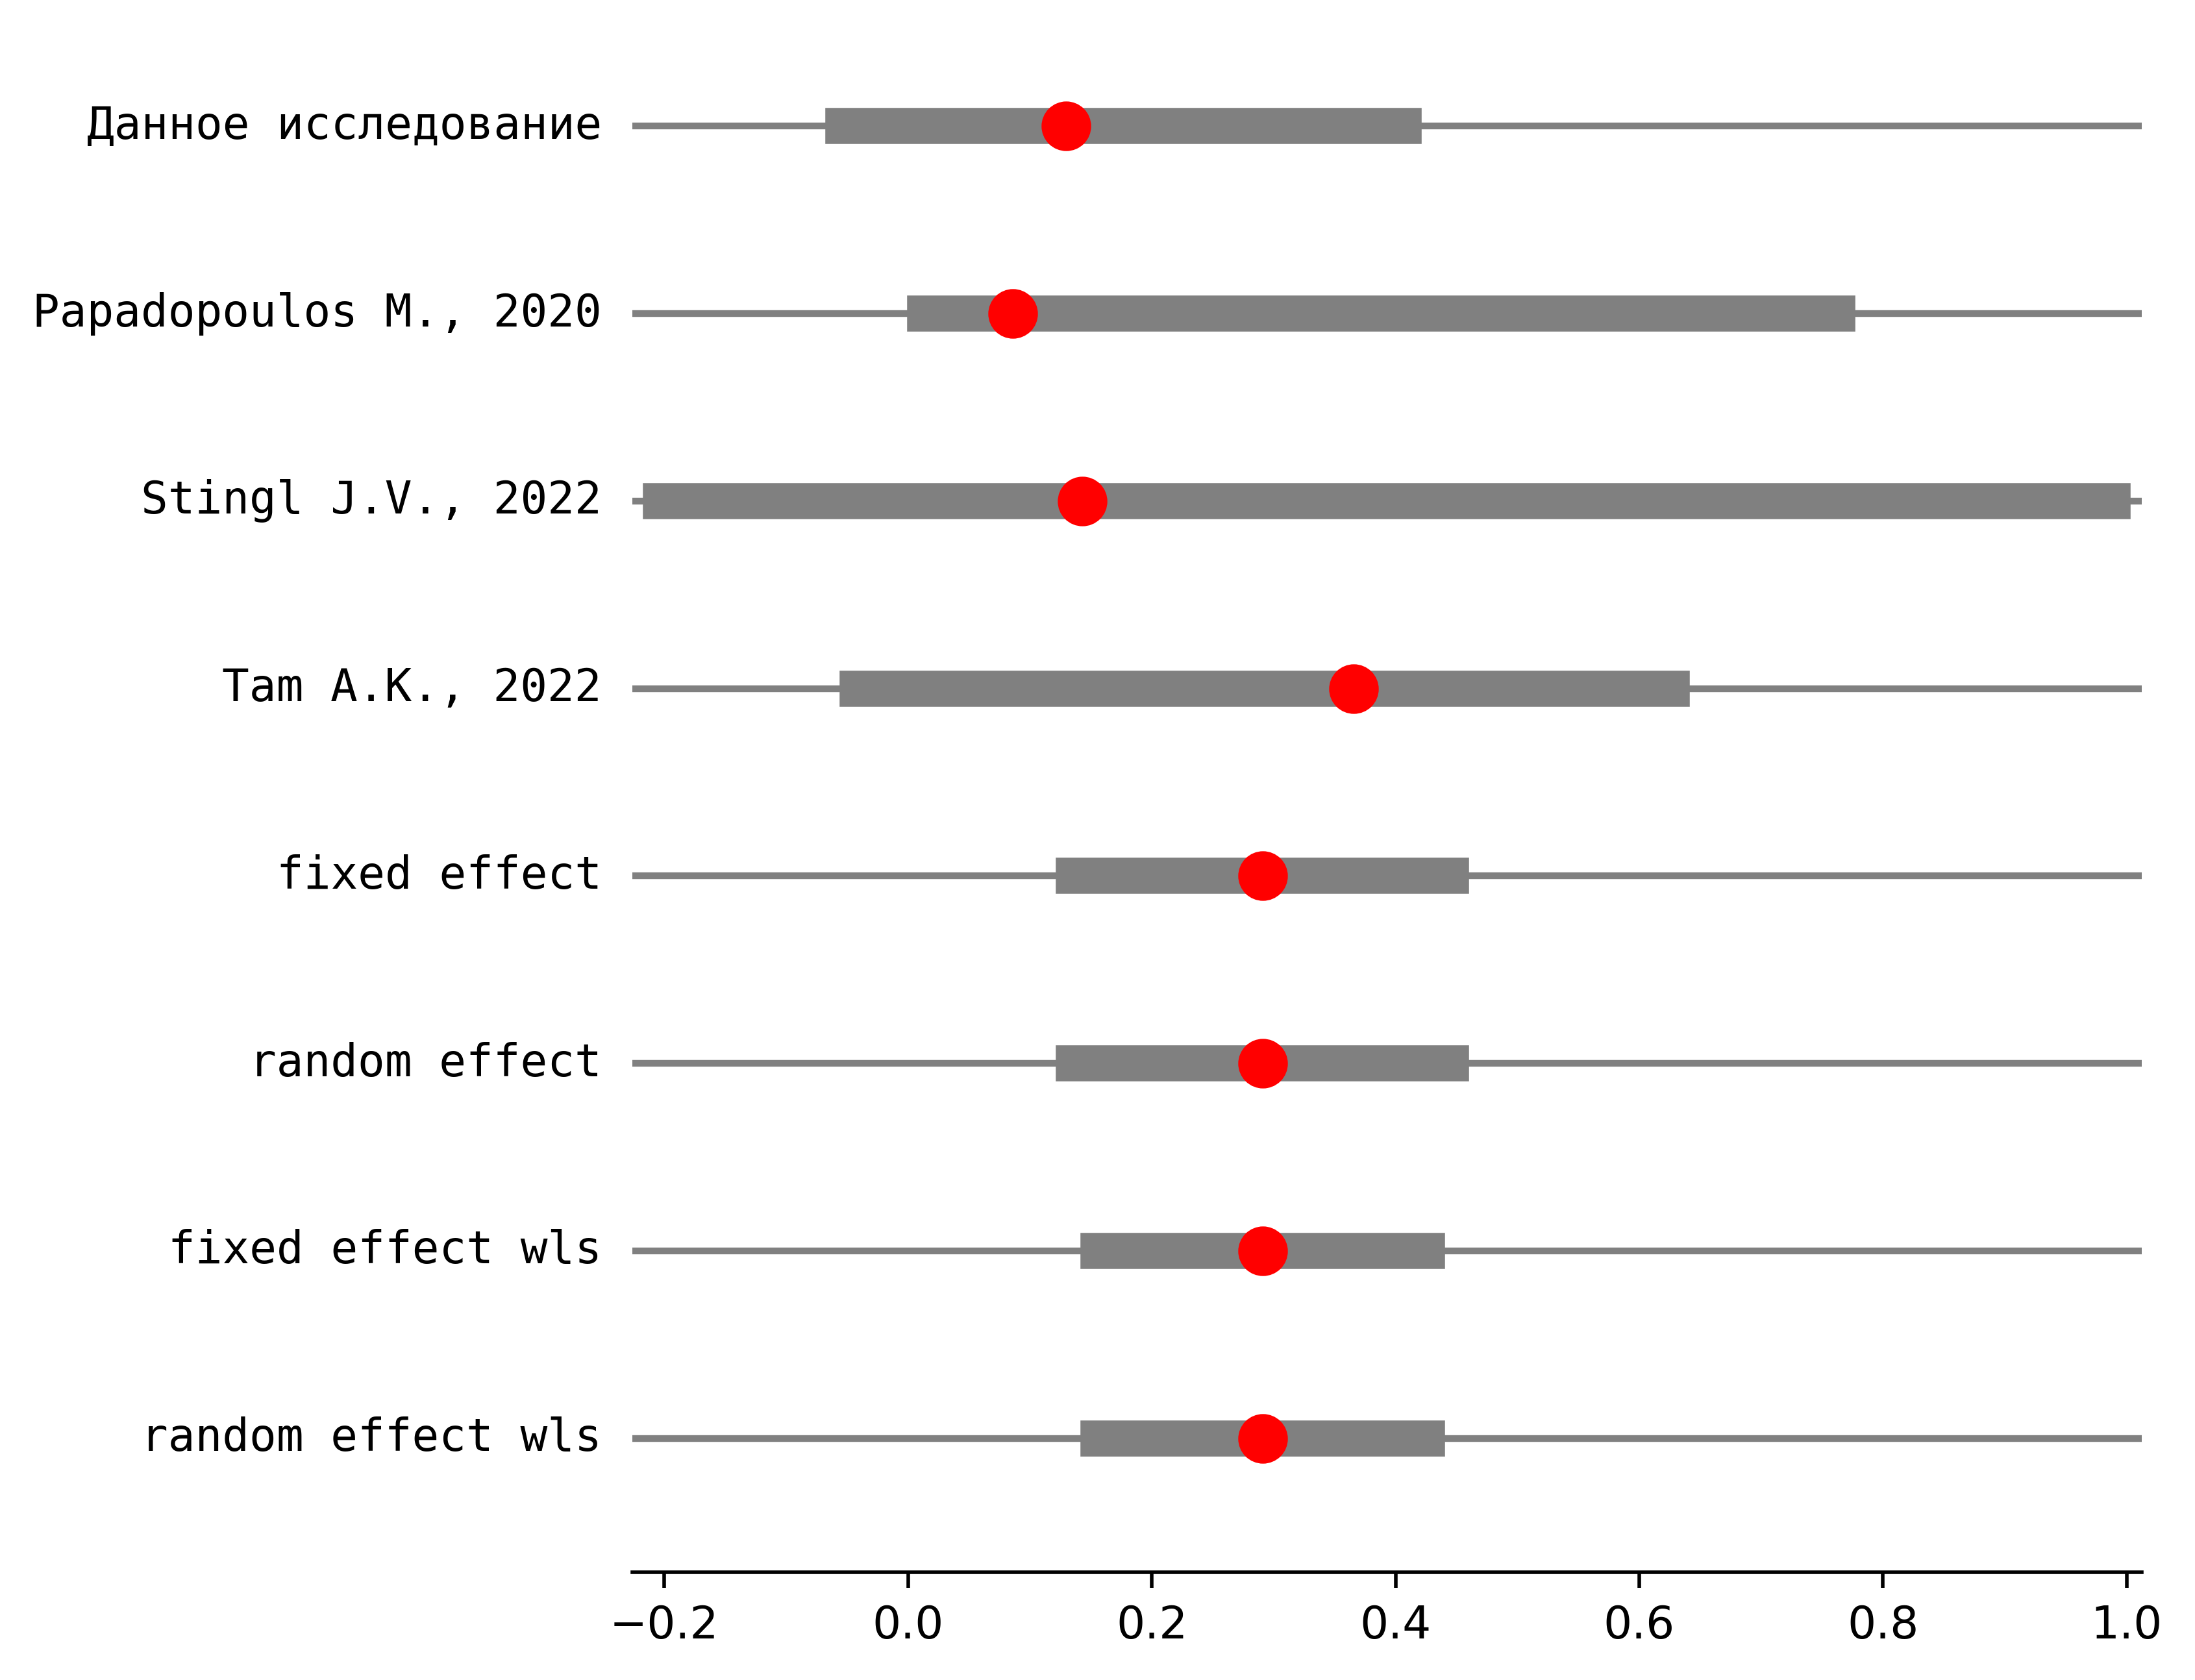 Данное исследование
Papadopoulos M., 2020
Stingl J.V., 2022
Tam A.K., 2022
fixed effect
random effect
fixed effect wls
random effect wls
−0.2 0.0 0.2 0.4 0.6 0.8 1.0